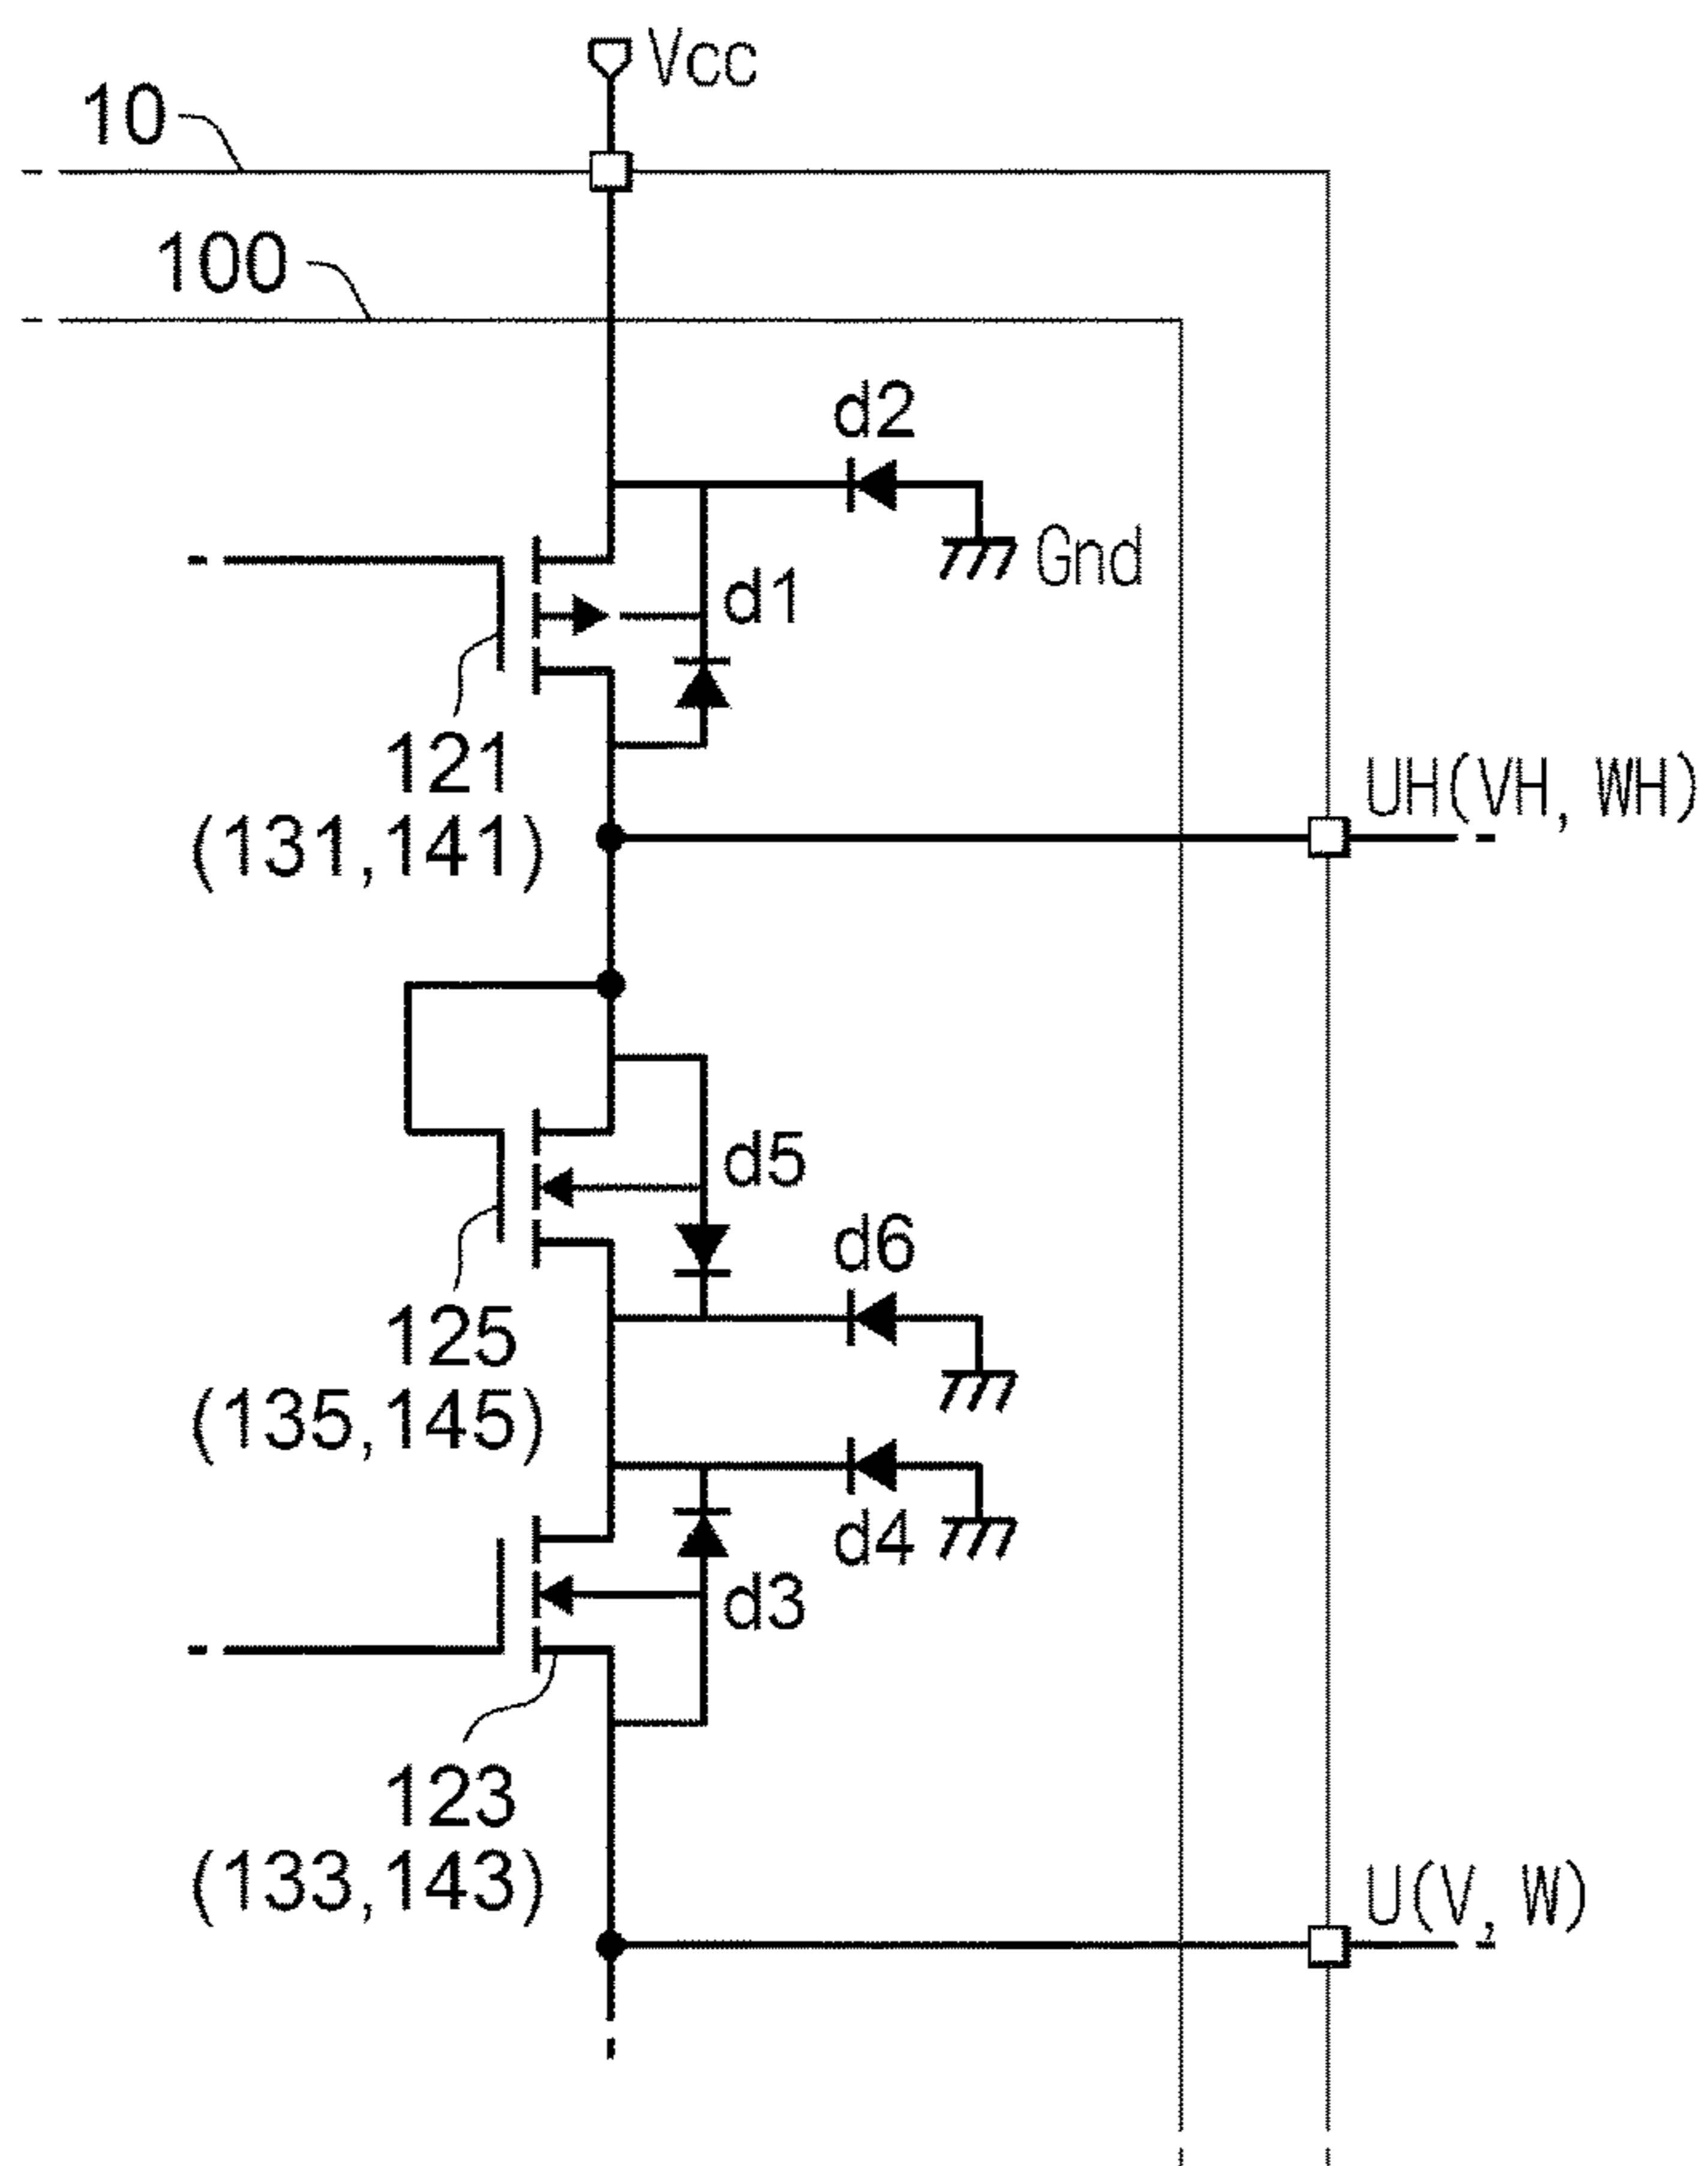 Vcc
10
100
d2
Gnd
d1
121
(131,141)
UH(VH, WH)
d5
d6
125
(135,145)
d4
d3
123
(133,143)
U(V, W)